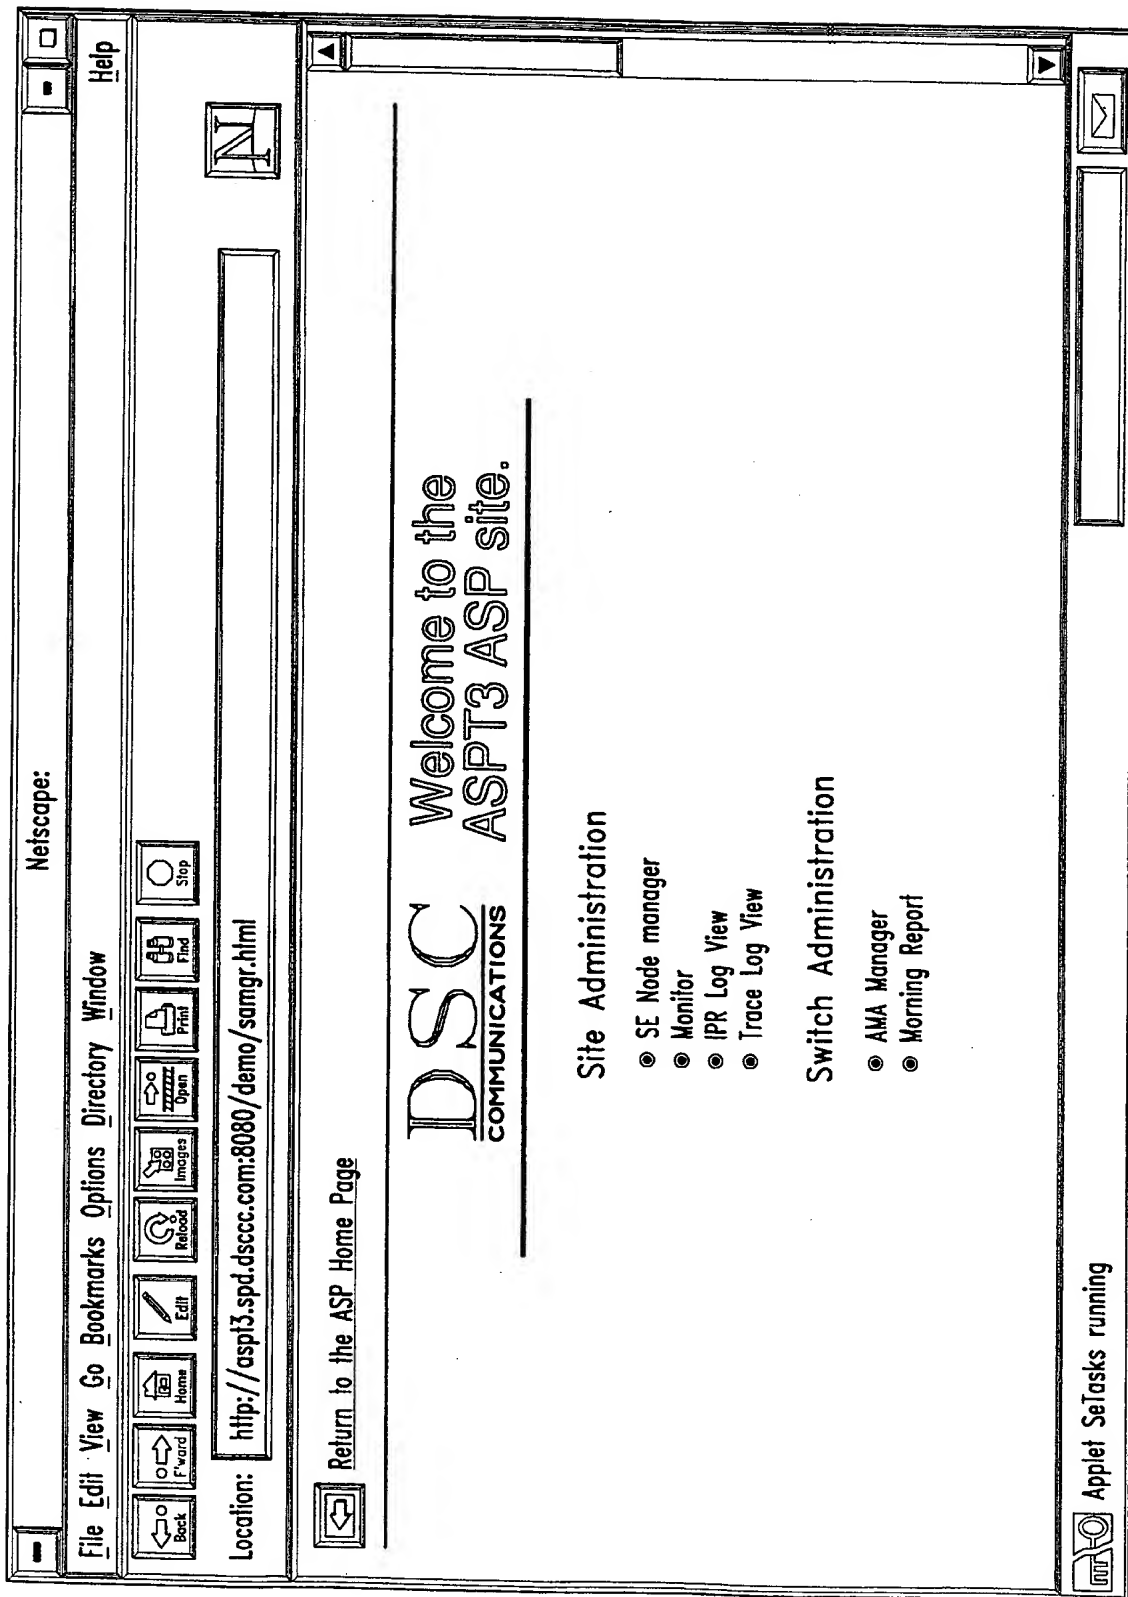 Netscape:
File Edit View Go Bookmarks Options Directory Window Help
Back F'ward Home Edit Reload Images Open Print Find Stop
Location: http://aspt3.spd.dsccc.com:8080/demo/samgr.html
N
Return to the ASP Home Page
DSC
COMMUNICATIONS
Welcome to the
ASPT3 ASP site.
Site Administration
SE Node manager
Monitor
IPR Log View
Trace Log View
Switch Administration
AMA Manager
Morning Report
Applet SeTasks running